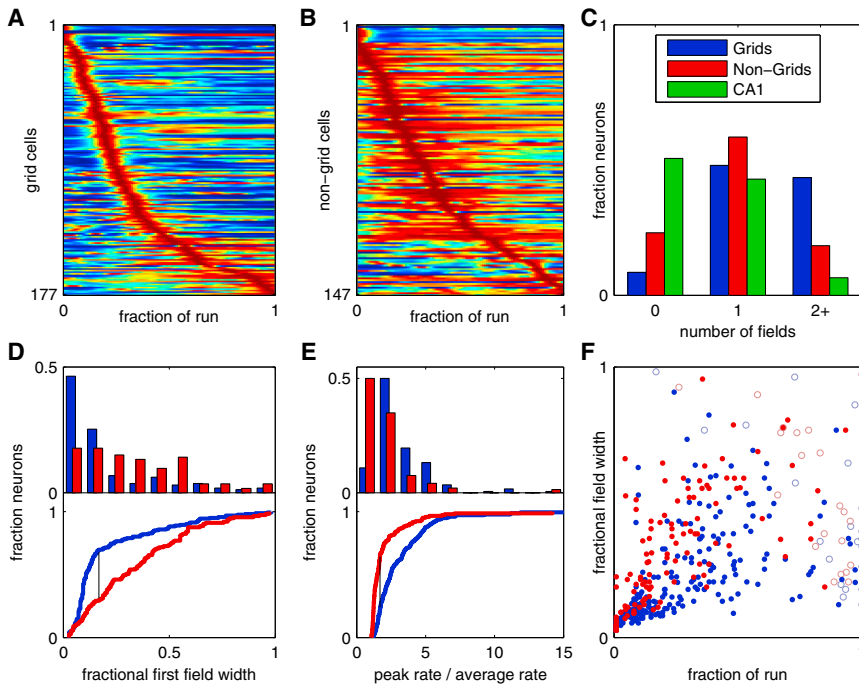 A
1
grid cells
177
0
1
fraction of run
B
1
non-grid cells
147
0
1
fraction of run
C
1
fraction neurons
0
Grids
Non-Grids
CA1
0
1
2+
number of fields
D
0.5
0
fraction neurons
1
0
0
0.5
1
fractional first field width
E
0.5
0
fraction neurons
1
0
0
5
10
15
peak rate / average rate
F
1
fractional field width
0
0
1
fraction of run